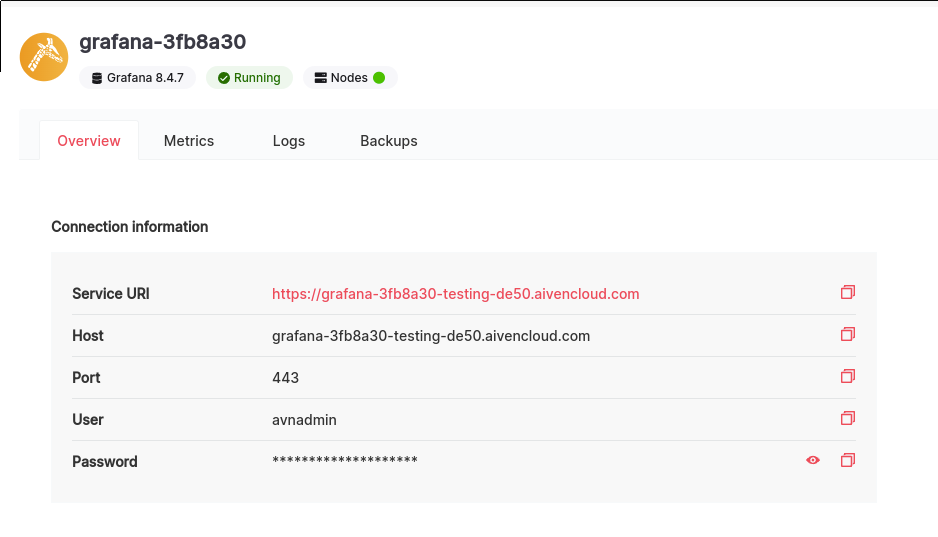 grafana-3fb8a30
Grafana 8.4.7 Running Nodes
Overview Metrics Logs Backups
Connection information
Service URI https://grafana-3fb8a30-testing-de50.aivencloud.com
Host grafana-3fb8a30-testing-de50.aivencloud.com
Port 443
User avnadmin
Password ********************